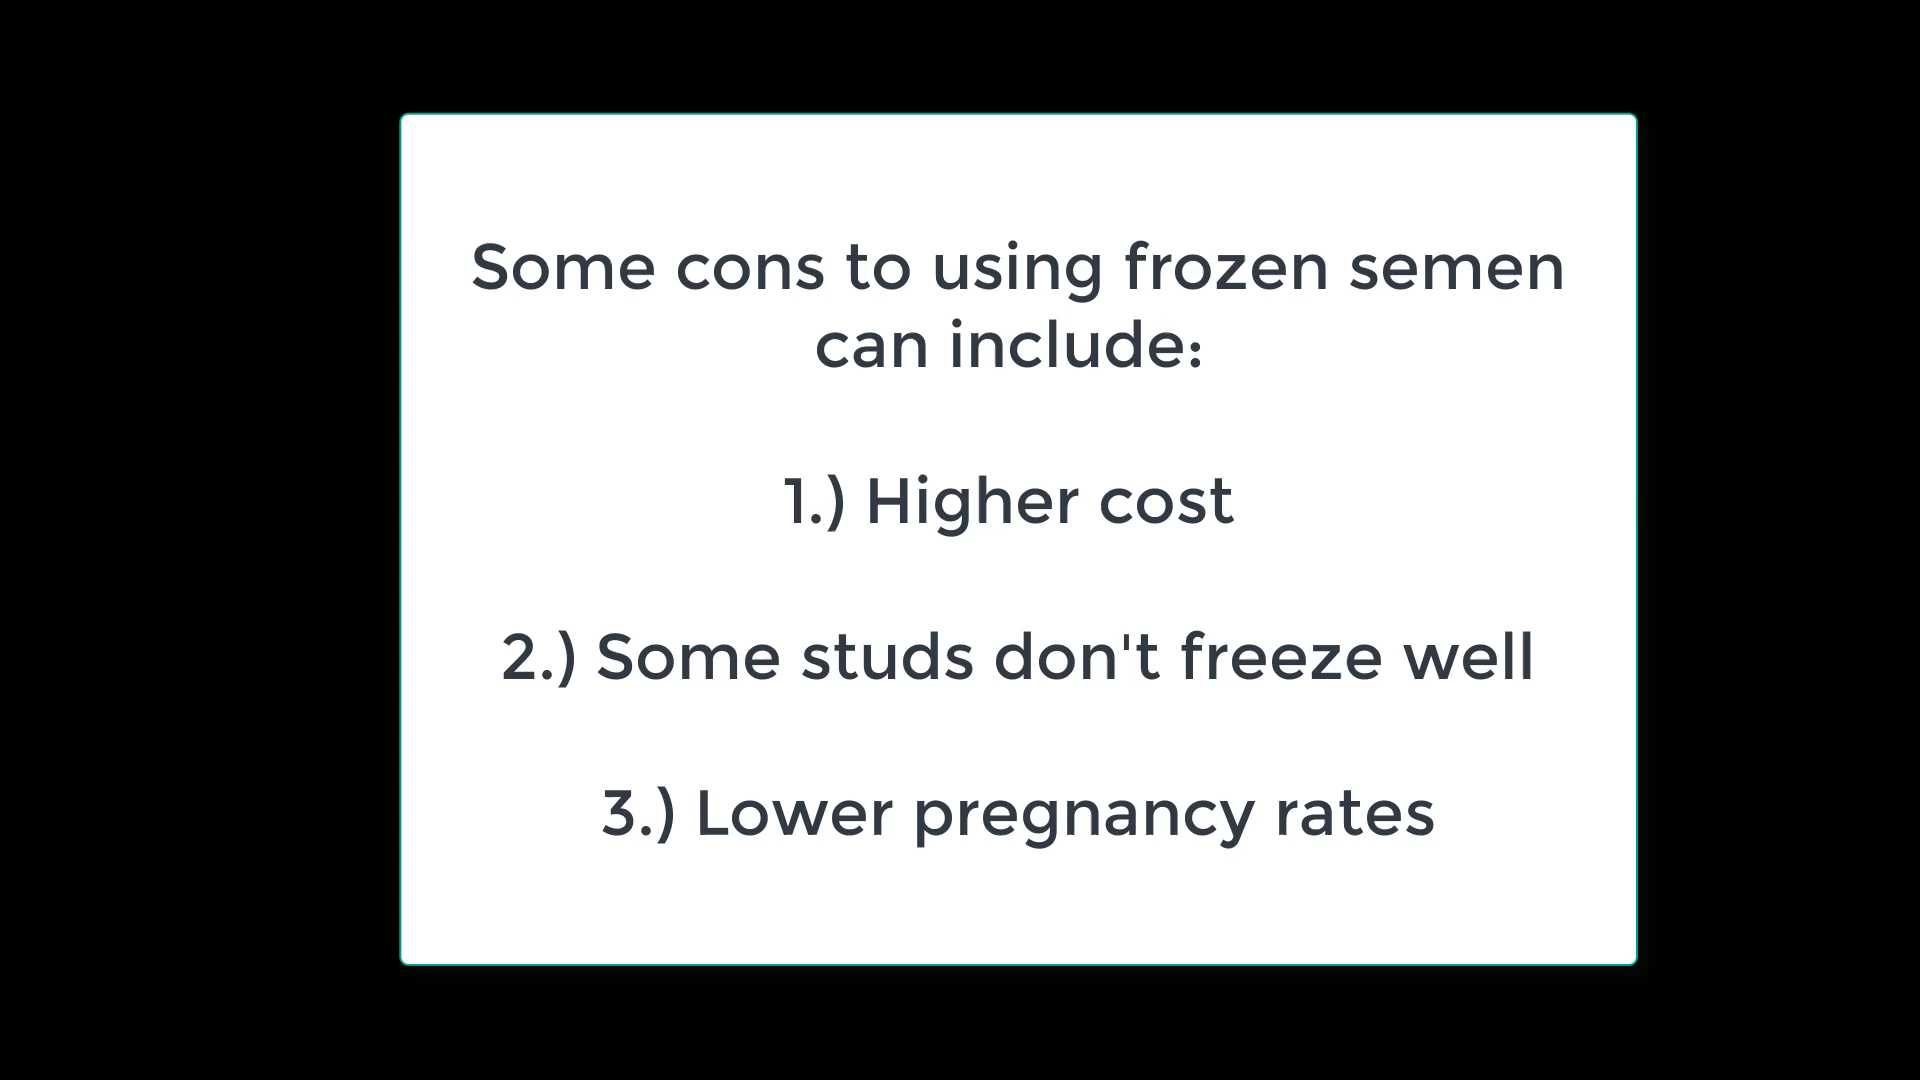 Some cons to using frozen semen
can include:
1.) Higher cost
2.) Some studs don't freeze well
3.) Lower pregnancy rates